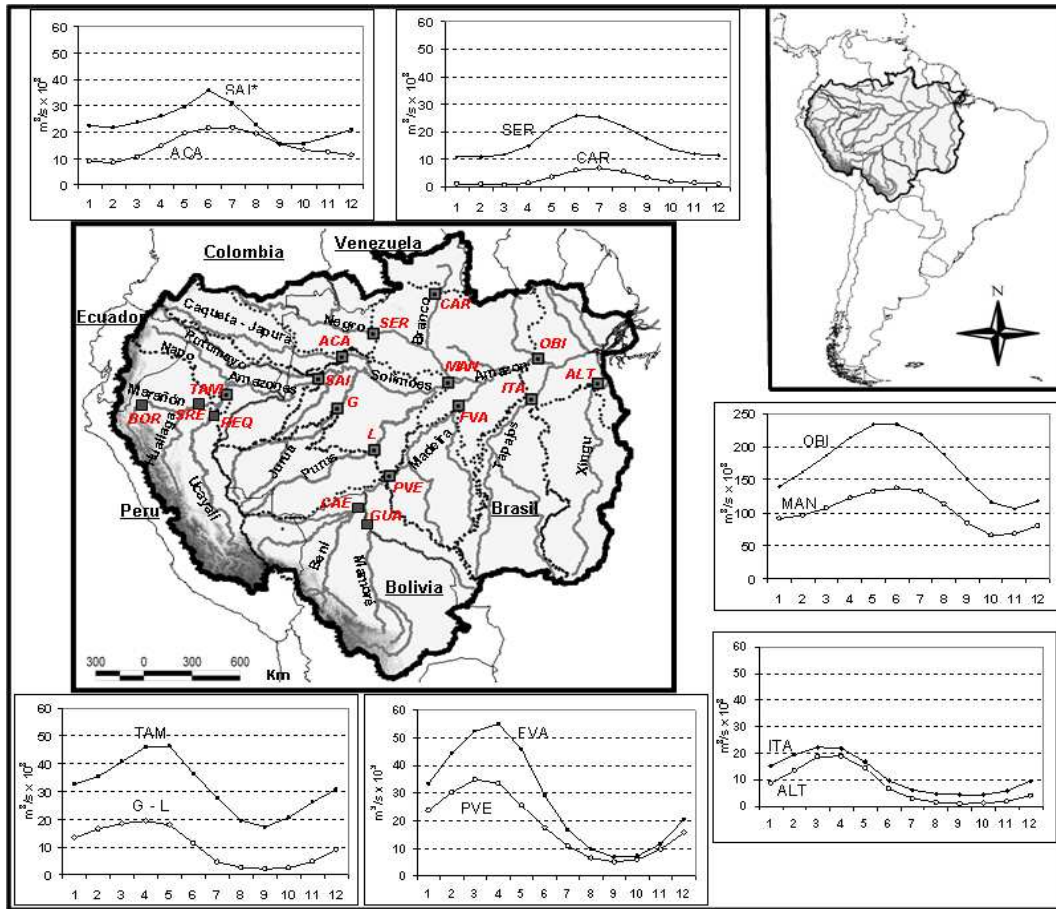 m³/s × 10³
60
50
40
30
20
10
0
SAI*
ACA
1 2 3 4 5 6 7 8 9 10 11 12
m³/s × 10³
60
50
40
30
20
10
0
SER
CAR
1 2 3 4 5 6 7 8 9 10 11 12
N
Venezuela
Colombia
Ecuador
Peru
Brasil
Bolivia
Caqueta - Japura
Negro
Branco
Putumayo
Napo
Amazones
Solimões
Amazon
Marañón
Huallaga
Ucayali
Jurua
Purus
Madeira
Tapajos
Xingu
Beni
Mamoré
CAR
SER
ACA
OBI
SAI
MAN
ITA
ALT
TAM
G
FVA
BOR
SRE
REQ
L
PVE
CAE
GUA
300 0 300 600
Km
m³/s × 10³
250
200
150
100
50
0
OBI
MAN
1 2 3 4 5 6 7 8 9 10 11 12
m³/s × 10³
60
50
40
30
20
10
0
ITA
ALT
1 2 3 4 5 6 7 8 9 10 11 12
m³/s × 10³
60
50
40
30
20
10
0
TAM
G - L
1 2 3 4 5 6 7 8 9 10 11 12
m³/s × 10³
60
50
40
30
20
10
0
FVA
PVE
1 2 3 4 5 6 7 8 9 10 11 12